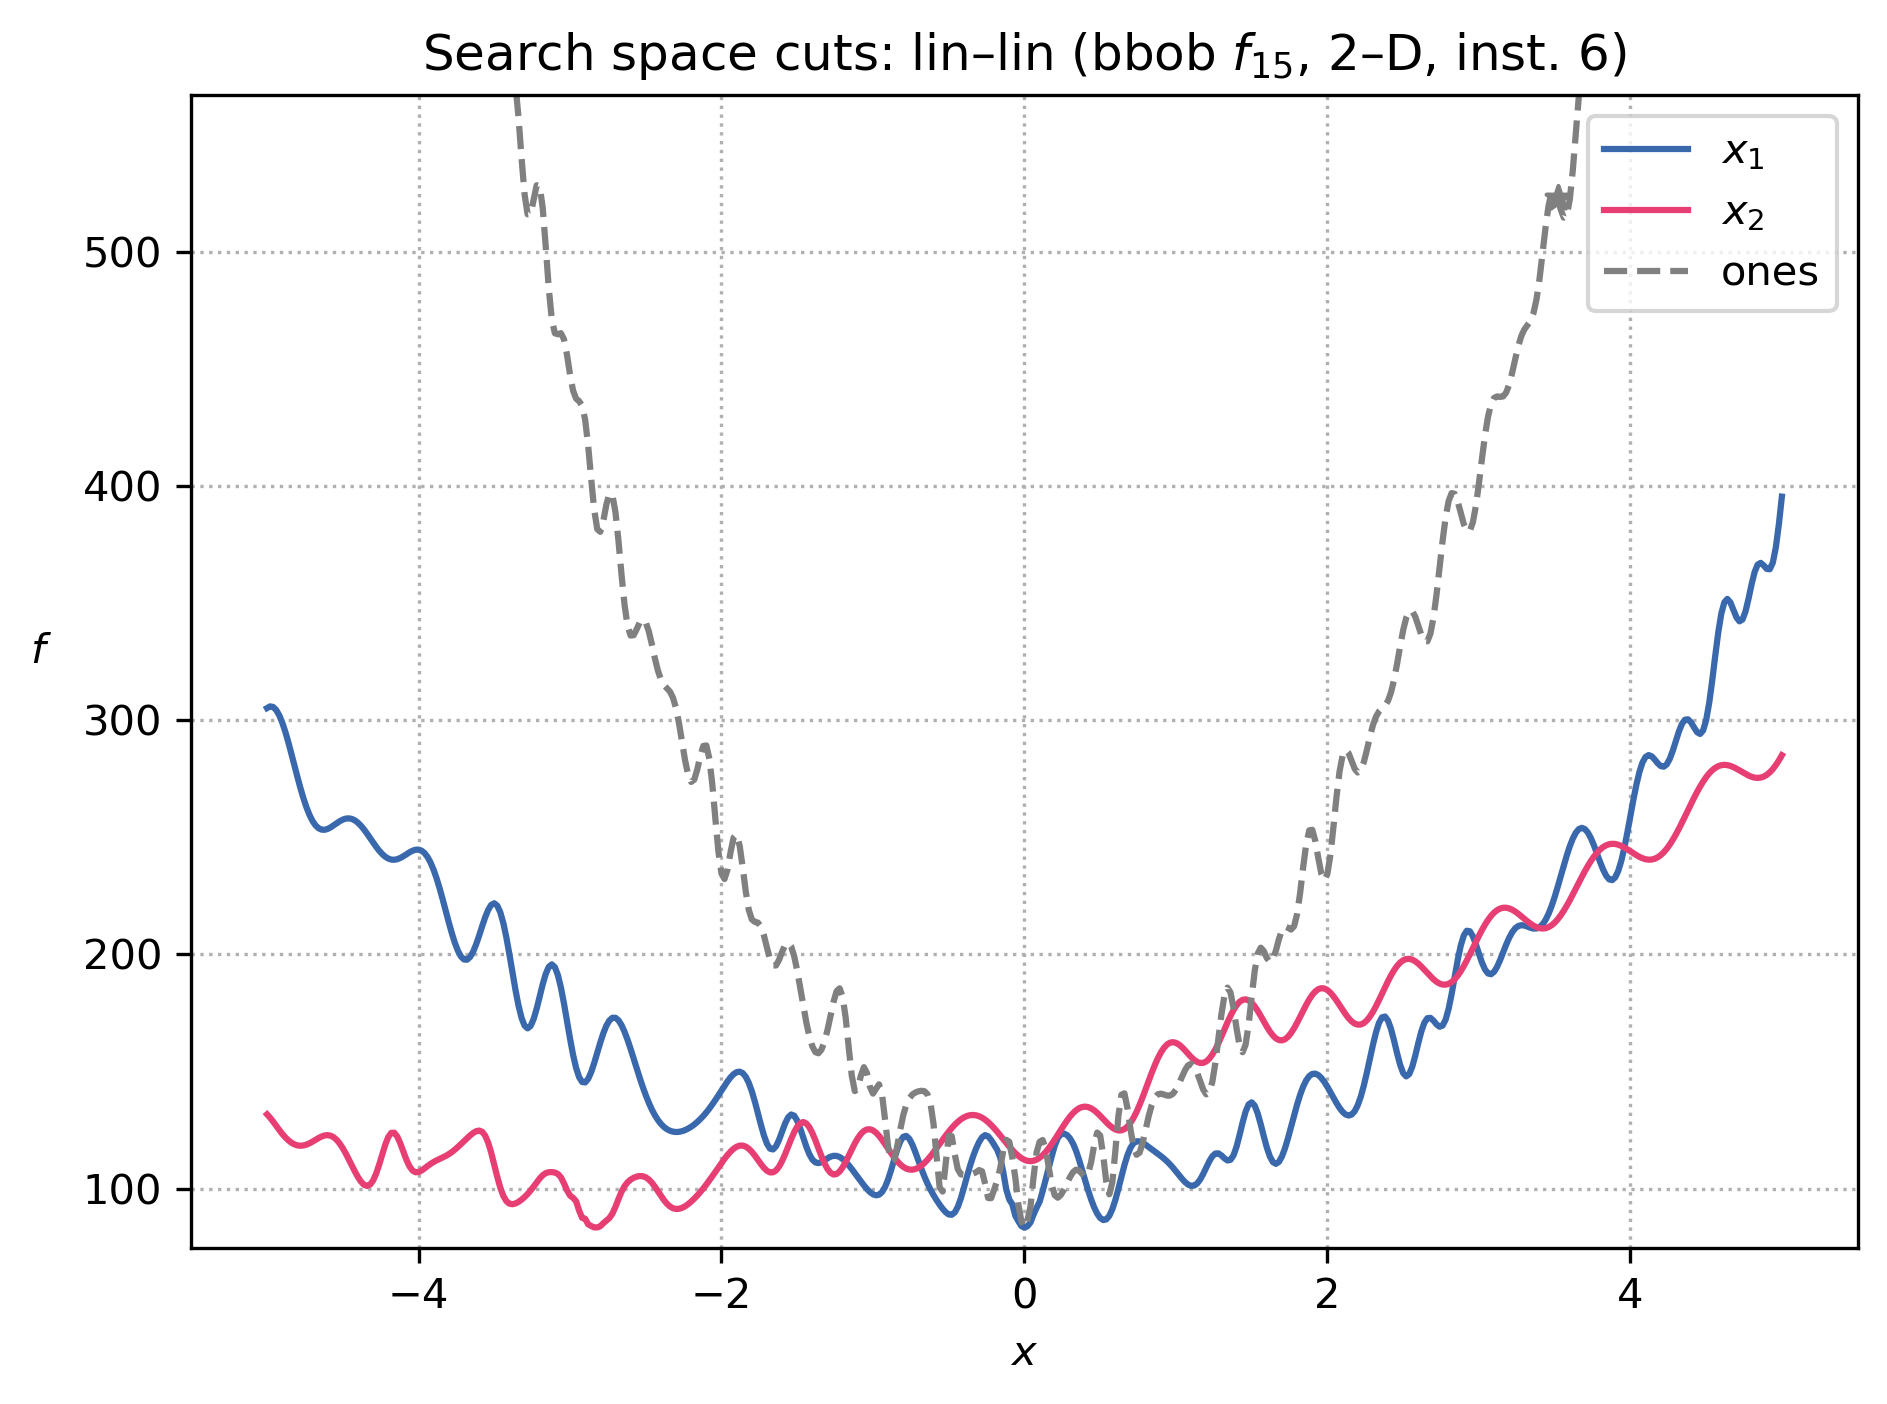 Search space cuts: lin–lin (bbob f₁₅, 2–D, inst. 6)
x₁
x₂
ones
500
400
300
200
100
f
−4
−2
0
2
4
x